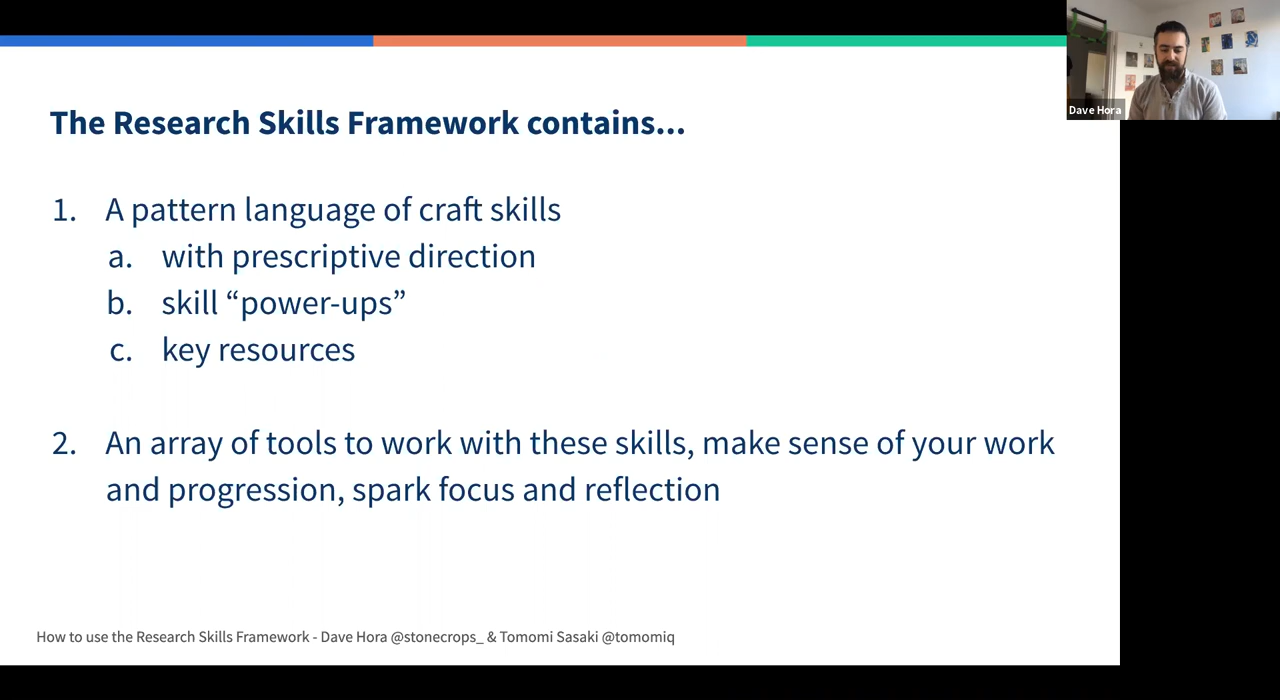 The Research Skills Framework contains...
1. A pattern language of craft skills
a. with prescriptive direction
b. skill “power-ups”
c. key resources
2. An array of tools to work with these skills, make sense of your work
and progression, spark focus and reflection
How to use the Research Skills Framework - Dave Hora @stonecrops_ & Tomomi Sasaki @tomomiq
Dave Hora